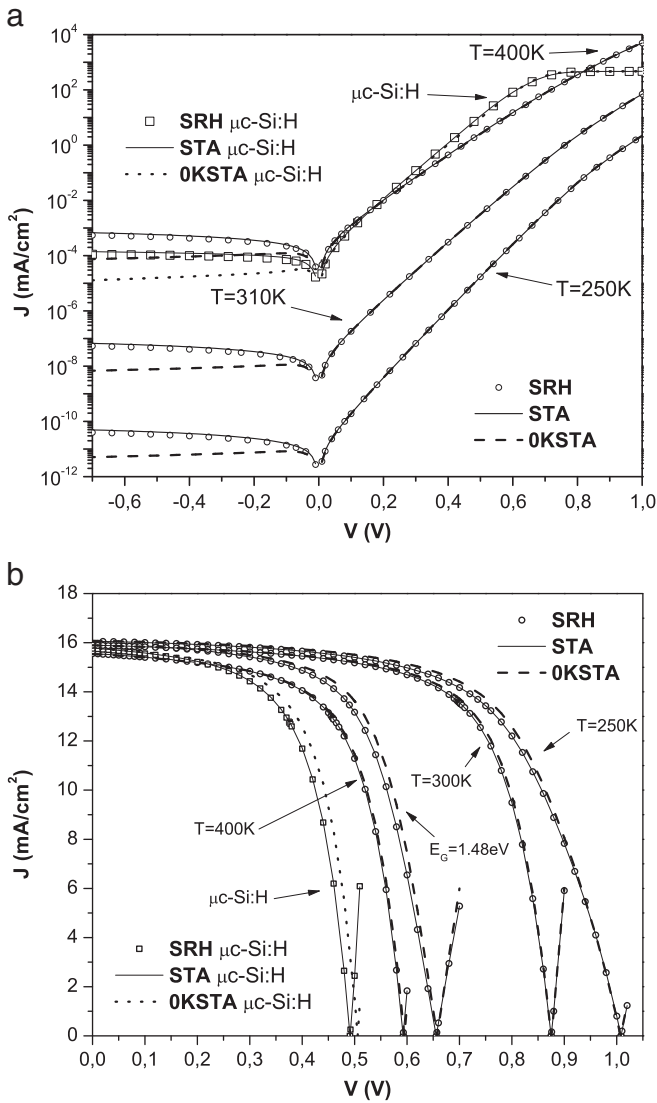 a
10^6
10^4
10^2
10^0
10^-2
10^-4
10^-6
10^-8
10^-10
10^-12
J (mA/cm²)
T=400K
μc-Si:H
SRH μc-Si:H
STA μc-Si:H
0KSTA μc-Si:H
T=310K
T=250K
SRH
STA
0KSTA
-0,6 -0,4 -0,2 0,0 0,2 0,4 0,6 0,8 1,0
V (V)
b
18
16
14
12
10
8
6
4
2
0
J (mA/cm²)
SRH
STA
0KSTA
T=250K
T=300K
T=400K
E_G=1.48eV
μc-Si:H
SRH μc-Si:H
STA μc-Si:H
0KSTA μc-Si:H
0,0 0,1 0,2 0,3 0,4 0,5 0,6 0,7 0,8 0,9 1,0
V (V)